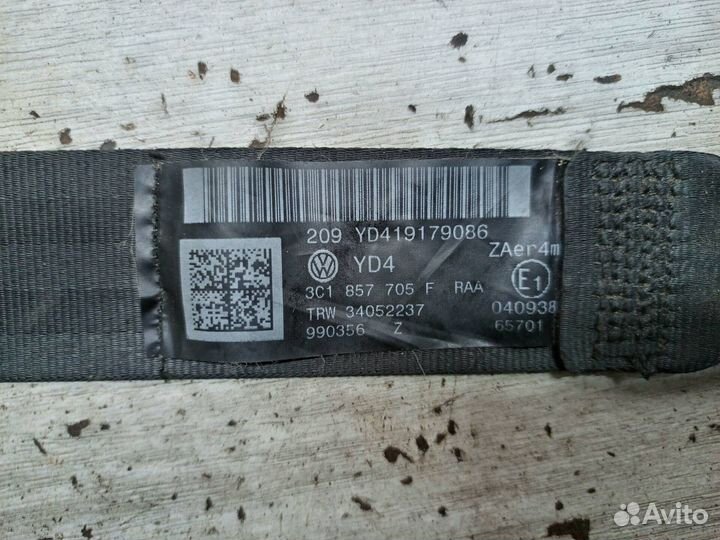 209 YD419179086
ZAer4m
YD4
E1
3C1 857 705 F RAA
040938
TRW 34052237
65701
990356 Z
Avito